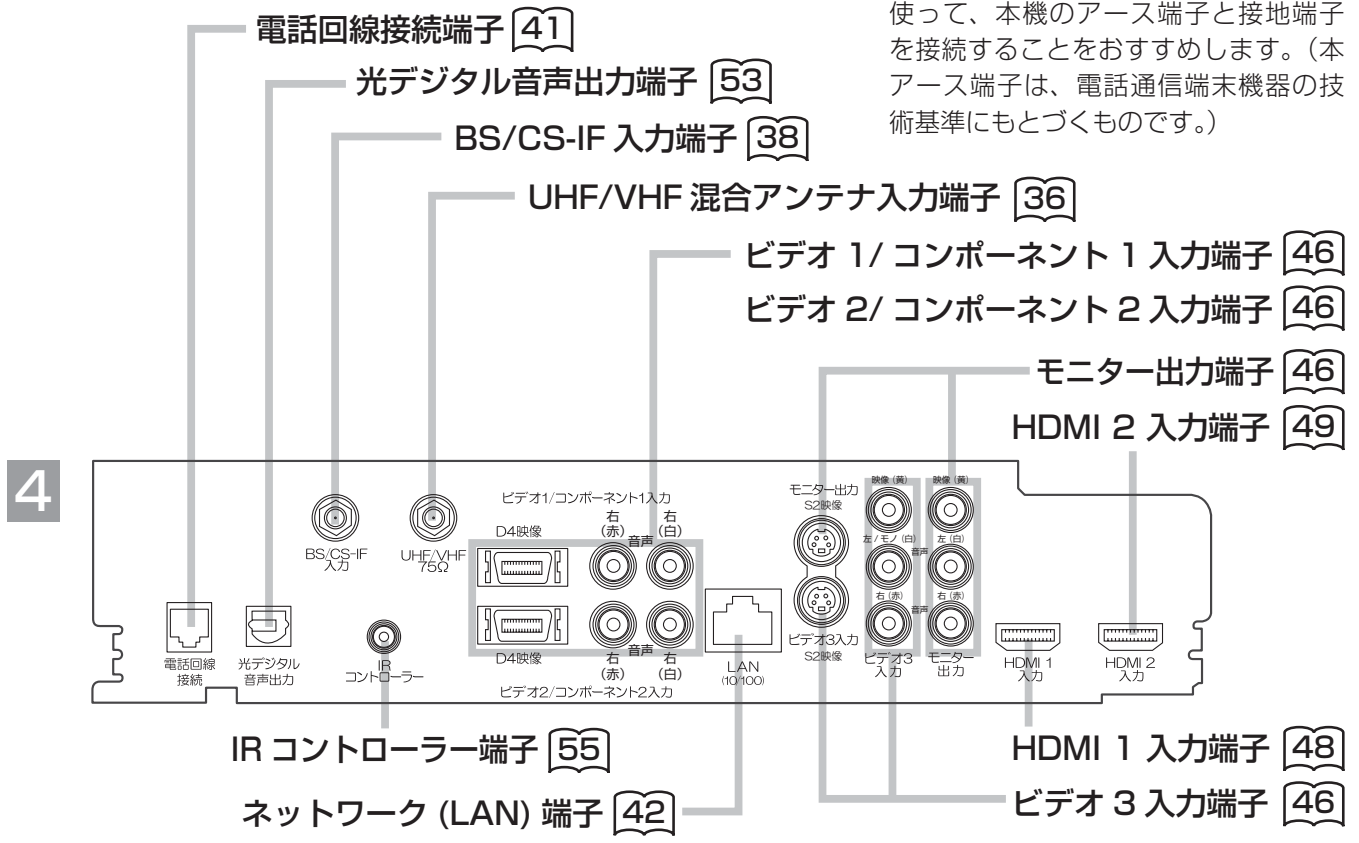 使って、本機のアース端子と接地端子
を接続することをおすすめします。（本
アース端子は、電話通信端末機器の技
術基準にもとづくものです。）
電話回線接続端子 41
光デジタル音声出力端子 53
BS/CS-IF 入力端子 38
UHF/VHF 混合アンテナ入力端子 36
ビデオ 1/ コンポーネント 1 入力端子 46
ビデオ 2/ コンポーネント 2 入力端子 46
モニター出力端子 46
HDMI 2 入力端子 49
4
BS/CS-IF
入力
UHF/VHF
75Ω
ビデオ1/コンポーネント1入力
D4映像
右
(赤)
音声
右
(白)
D4映像
右
(赤)
音声
右
(白)
ビデオ2/コンポーネント2入力
電話回線
接続
光デジタル
音声出力
IR
コントローラー
LAN
(10/100)
モニター出力
S2映像
ビデオ3入力
S2映像
映像 (黄)
左 / モノ (白)
音声
右 (赤)
音声
ビデオ3
入力
映像 (黄)
左 (白)
右 (赤)
モニター
出力
HDMI 1
入力
HDMI 2
入力
IR コントローラー端子 55
ネットワーク (LAN) 端子 42
HDMI 1 入力端子 48
ビデオ 3 入力端子 46